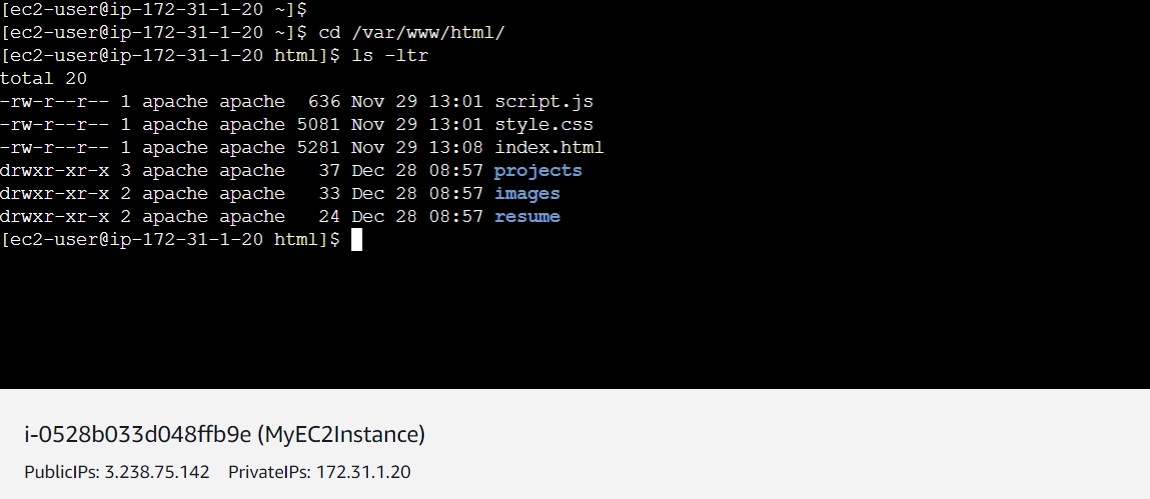 [ec2-user@ip-172-31-1-20 ~]$
[ec2-user@ip-172-31-1-20 ~]$ cd /var/www/html/
[ec2-user@ip-172-31-1-20 html]$ ls -ltr
total 20
-rw-r--r-- 1 apache apache  636 Nov 29 13:01 script.js
-rw-r--r-- 1 apache apache 5081 Nov 29 13:01 style.css
-rw-r--r-- 1 apache apache 5281 Nov 29 13:08 index.html
drwxr-xr-x 3 apache apache   37 Dec 28 08:57 projects
drwxr-xr-x 2 apache apache   33 Dec 28 08:57 images
drwxr-xr-x 2 apache apache   24 Dec 28 08:57 resume
[ec2-user@ip-172-31-1-20 html]$
i-0528b033d048ffb9e (MyEC2Instance)
PublicIPs: 3.238.75.142 PrivateIPs: 172.31.1.20